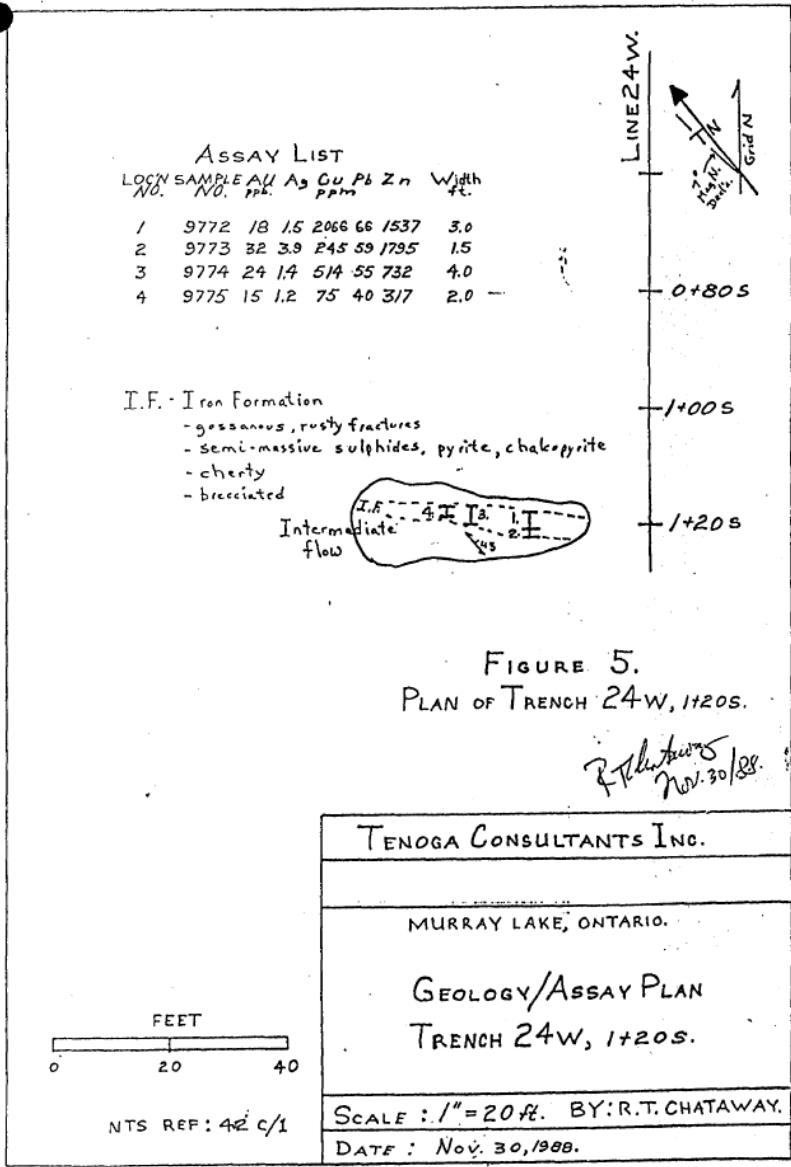 LINE 24W.
N
Grid N
7° Mag N. Decl'n.
ASSAY LIST
LOC'N NO. SAMPLE NO. Au ppb. Ag Cu Pb Zn ppm Width ft.
1 9772 18 1.5 2066 66 1537 3.0
2 9773 32 3.9 245 59 1795 1.5
3 9774 24 1.4 514 55 732 4.0
4 9775 15 1.2 75 40 317 2.0
0+80S
1+00S
1+20S
I.F. - Iron Formation
- gossanous, rusty fractures
- semi-massive sulphides, pyrite, chalcopyrite
- cherty
- brecciated
I.F. 4. 3. 1.
2.
45
Intermediate
flow
FIGURE 5.
PLAN OF TRENCH 24W, 1+20S.
Nov. 30/88.
TENOGA CONSULTANTS INC.
MURRAY LAKE, ONTARIO.
GEOLOGY/ASSAY PLAN
TRENCH 24W, 1+20S.
FEET
0 20 40
NTS REF: 42 C/1
SCALE : 1" = 20 ft. BY: R.T. CHATAWAY.
DATE : Nov. 30, 1988.